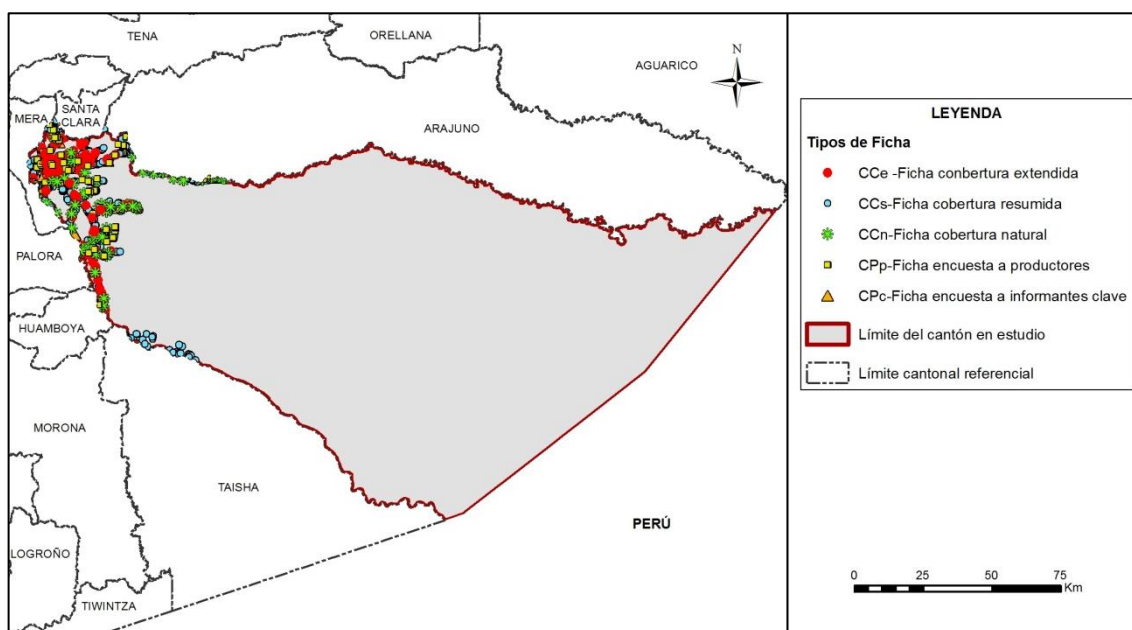 TENA
ORELLANA
AGUARICO
N
MERA
SANTA
CLARA
ARAJUNO
PALORA
HUAMBOYA
MORONA
TAISHA
PERÚ
LOGROÑO
TIWINTZA
LEYENDA
Tipos de Ficha
CCe -Ficha conbertura extendida
CCs-Ficha cobertura resumida
CCn-Ficha cobertura natural
CPp-Ficha encuesta a productores
CPc-Ficha encuesta a informantes clave
Límite del cantón en estudio
Límite cantonal referencial
0 25 50 75
Km